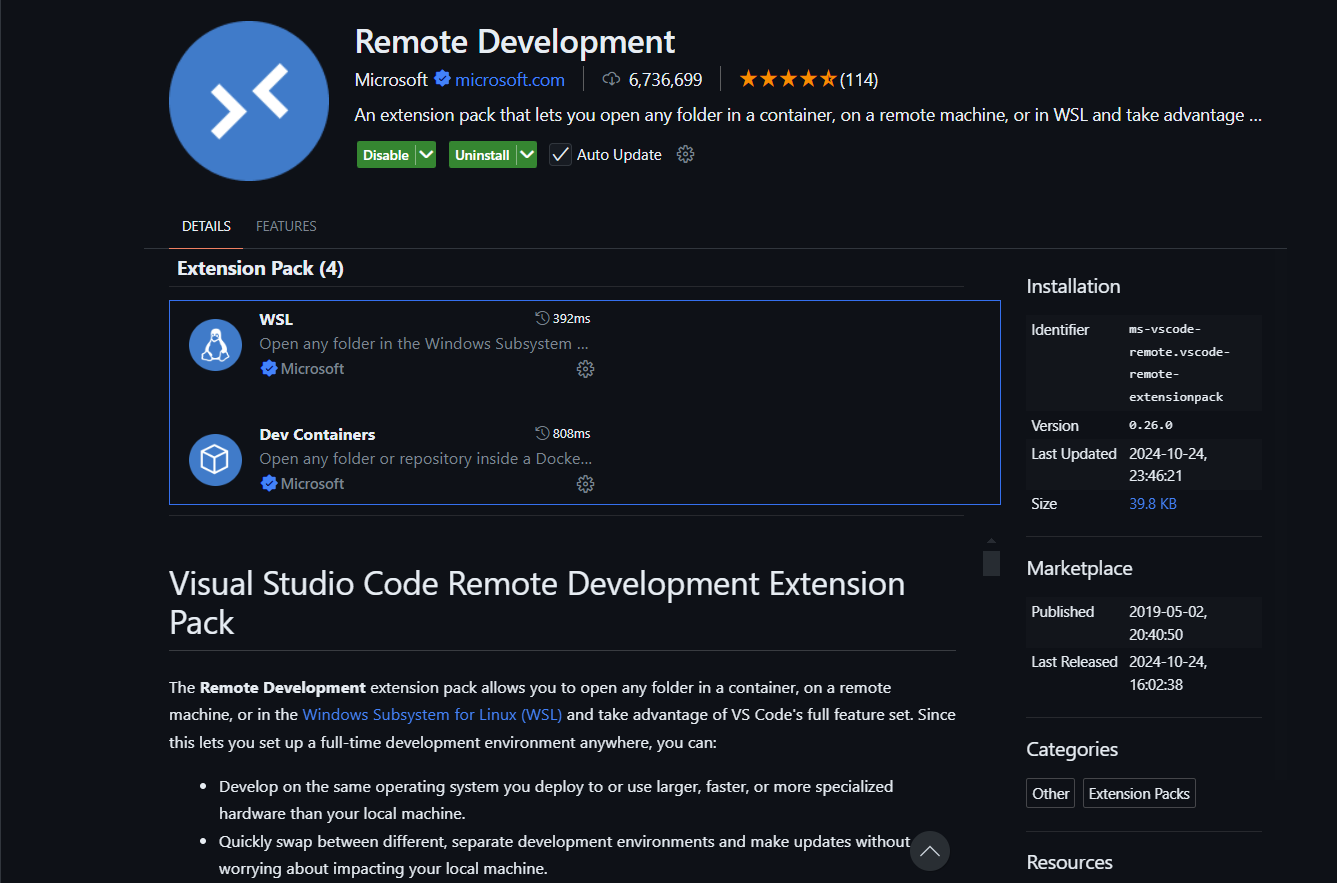 Remote Development
Microsoft microsoft.com 6,736,699 (114)
An extension pack that lets you open any folder in a container, on a remote machine, or in WSL and take advantage ...
Disable Uninstall Auto Update
DETAILS FEATURES
Extension Pack (4)
WSL 392ms
Open any folder in the Windows Subsystem ...
Microsoft
Dev Containers 808ms
Open any folder or repository inside a Docke...
Microsoft
Visual Studio Code Remote Development Extension
Pack
The Remote Development extension pack allows you to open any folder in a container, on a remote
machine, or in the Windows Subsystem for Linux (WSL) and take advantage of VS Code's full feature set. Since
this lets you set up a full-time development environment anywhere, you can:
• Develop on the same operating system you deploy to or use larger, faster, or more specialized
hardware than your local machine.
• Quickly swap between different, separate development environments and make updates without
worrying about impacting your local machine.
Installation
Identifier ms-vscode-
remote.vscode-
remote-
extensionpack
Version 0.26.0
Last Updated 2024-10-24,
23:46:21
Size 39.8 KB
Marketplace
Published 2019-05-02,
20:40:50
Last Released 2024-10-24,
16:02:38
Categories
Other Extension Packs
Resources